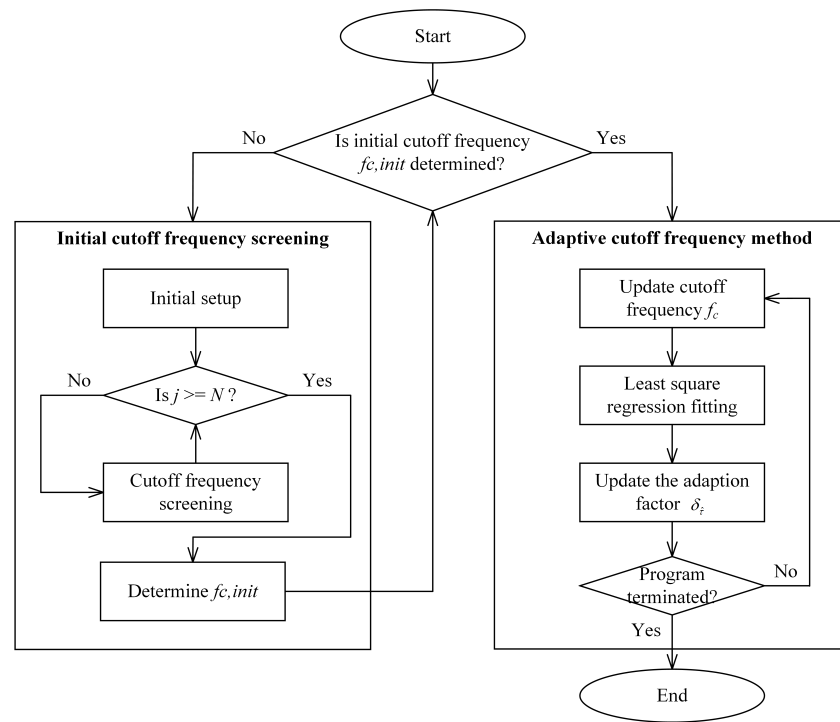 Start
Is initial cutoff frequency
fc,init determined?
No
Yes
Initial cutoff frequency screening
Initial setup
Is j >= N ?
No
Yes
Cutoff frequency
screening
Determine fc,init
Adaptive cutoff frequency method
Update cutoff
frequency f_c
Least square
regression fitting
Update the adaption
factor δ_ṙ
Program
terminated?
No
Yes
End